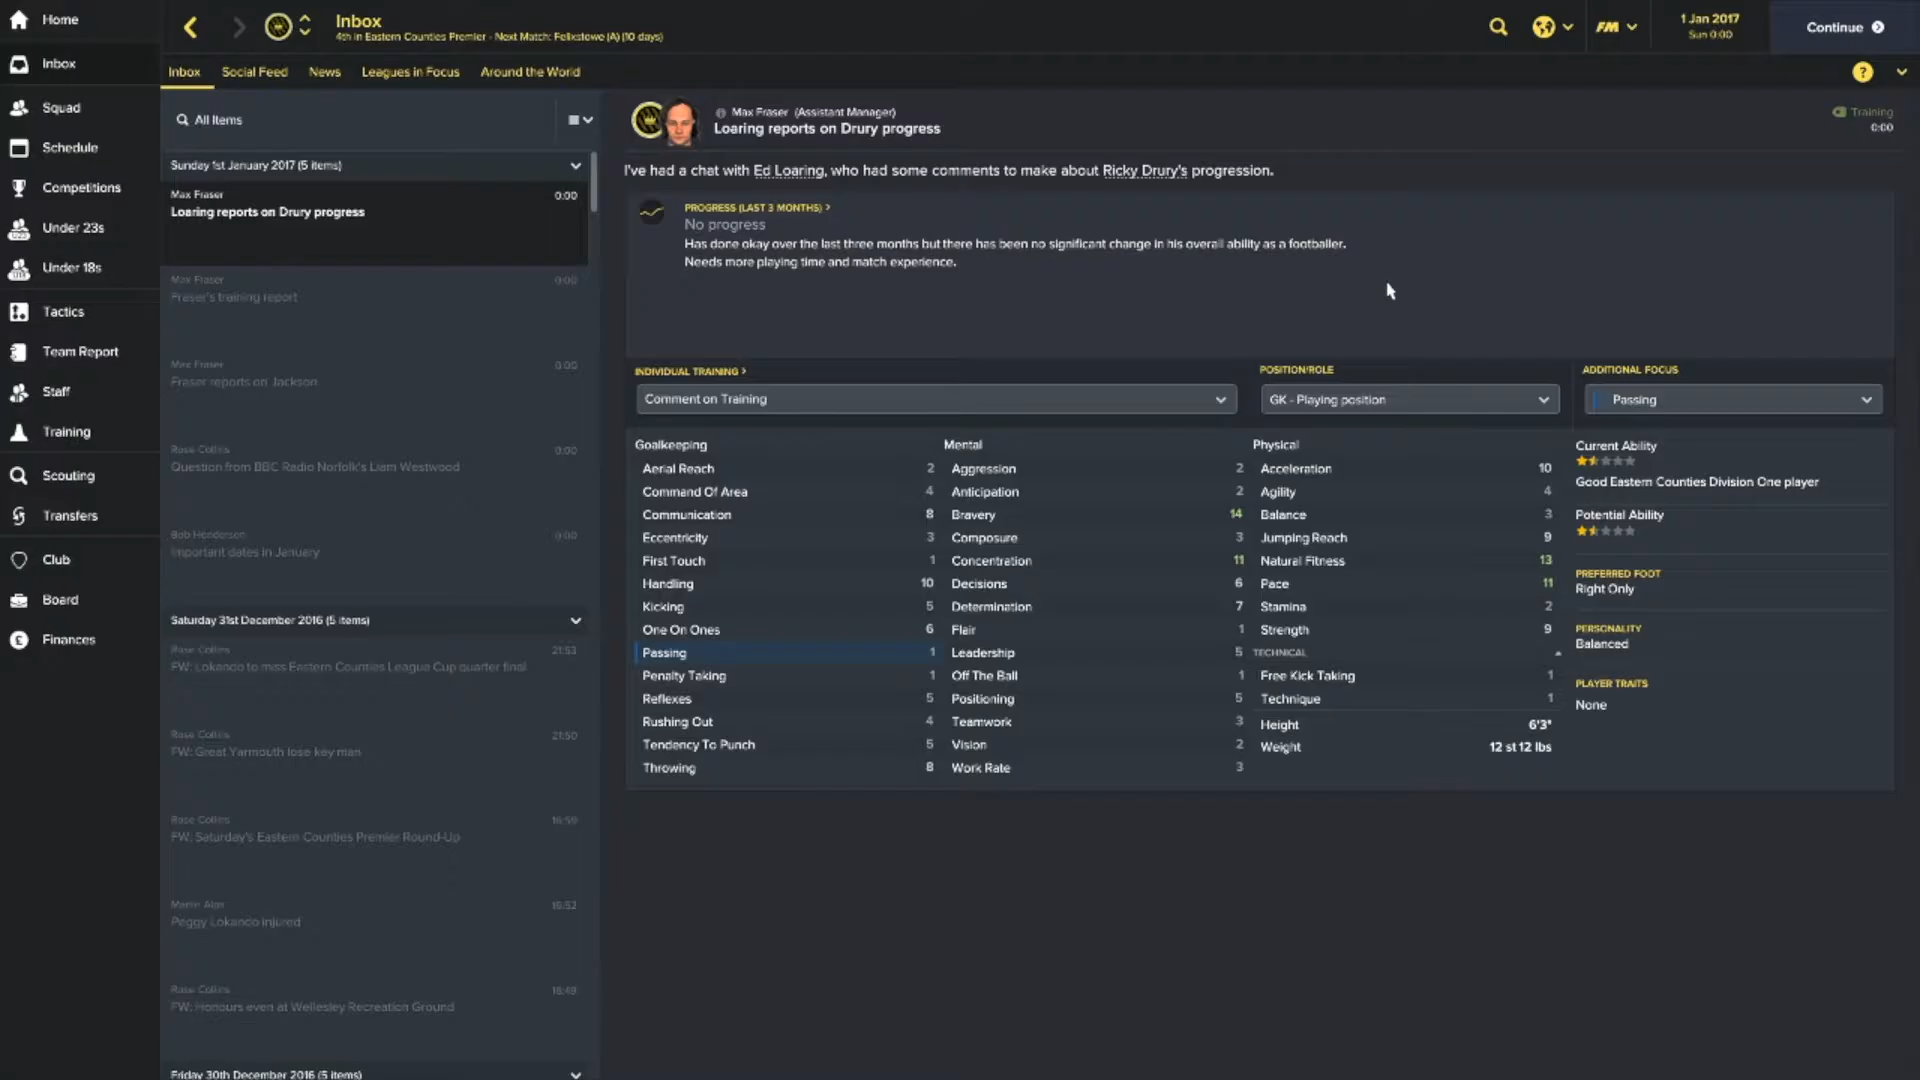 Home
Inbox
Squad
Schedule
Competitions
Under 23s
Under 18s
Tactics
Team Report
Staff
Training
Scouting
Transfers
Club
Board
Finances
Inbox
4th in Eastern Counties Premier - Next Match: Felixstowe (A) (10 days)
FM
1 Jan 2017
Sun 0:00
Continue
Inbox Social Feed News Leagues in Focus Around the World
?
All Items
Sunday 1st January 2017 (5 items)
Max Fraser 0:00
Loaring reports on Drury progress
Max Fraser 0:00
Fraser's training report
Max Fraser 0:00
Fraser reports on Jackson
Rose Collins 0:00
Question from BBC Radio Norfolk's Liam Westwood
Bob Henderson 0:00
Important dates in January
Saturday 31st December 2016 (5 items)
Rose Collins 21:53
FW: Lokando to miss Eastern Counties League Cup quarter final
Rose Collins 21:50
FW: Great Yarmouth lose key man
Rose Collins 16:59
FW: Saturday's Eastern Counties Premier Round-Up
16:52
Peggy Lokando injured
Rose Collins 16:49
FW: Honours even at Wellesley Recreation Ground
Friday 30th December 2016 (5 items)
Max Fraser (Assistant Manager)
Loaring reports on Drury progress
Training
0:00
I've had a chat with Ed Loaring, who had some comments to make about Ricky Drury's progression.
PROGRESS (LAST 3 MONTHS) >
No progress
Has done okay over the last three months but there has been no significant change in his overall ability as a footballer.
Needs more playing time and match experience.
INDIVIDUAL TRAINING >
Comment on Training
POSITION/ROLE
GK - Playing position
ADDITIONAL FOCUS
Passing
Goalkeeping
Aerial Reach 2
Command Of Area 4
Communication 8
Eccentricity 3
First Touch 1
Handling 10
Kicking 5
One On Ones 6
Passing 1
Penalty Taking 1
Reflexes 5
Rushing Out 4
Tendency To Punch 5
Throwing 8
Mental
Aggression 2
Anticipation 2
Bravery 14
Composure 3
Concentration 11
Decisions 6
Determination 7
Flair 1
Leadership 5
Off The Ball 1
Positioning 5
Teamwork 3
Vision 2
Work Rate 3
Physical
Acceleration 10
Agility 4
Balance 3
Jumping Reach 9
Natural Fitness 13
Pace 11
Stamina 2
Strength 9
TECHNICAL
Free Kick Taking 1
Technique 1
Height 6'3"
Weight 12 st 12 lbs
Current Ability
Good Eastern Counties Division One player
Potential Ability
PREFERRED FOOT
Right Only
PERSONALITY
Balanced
PLAYER TRAITS
None